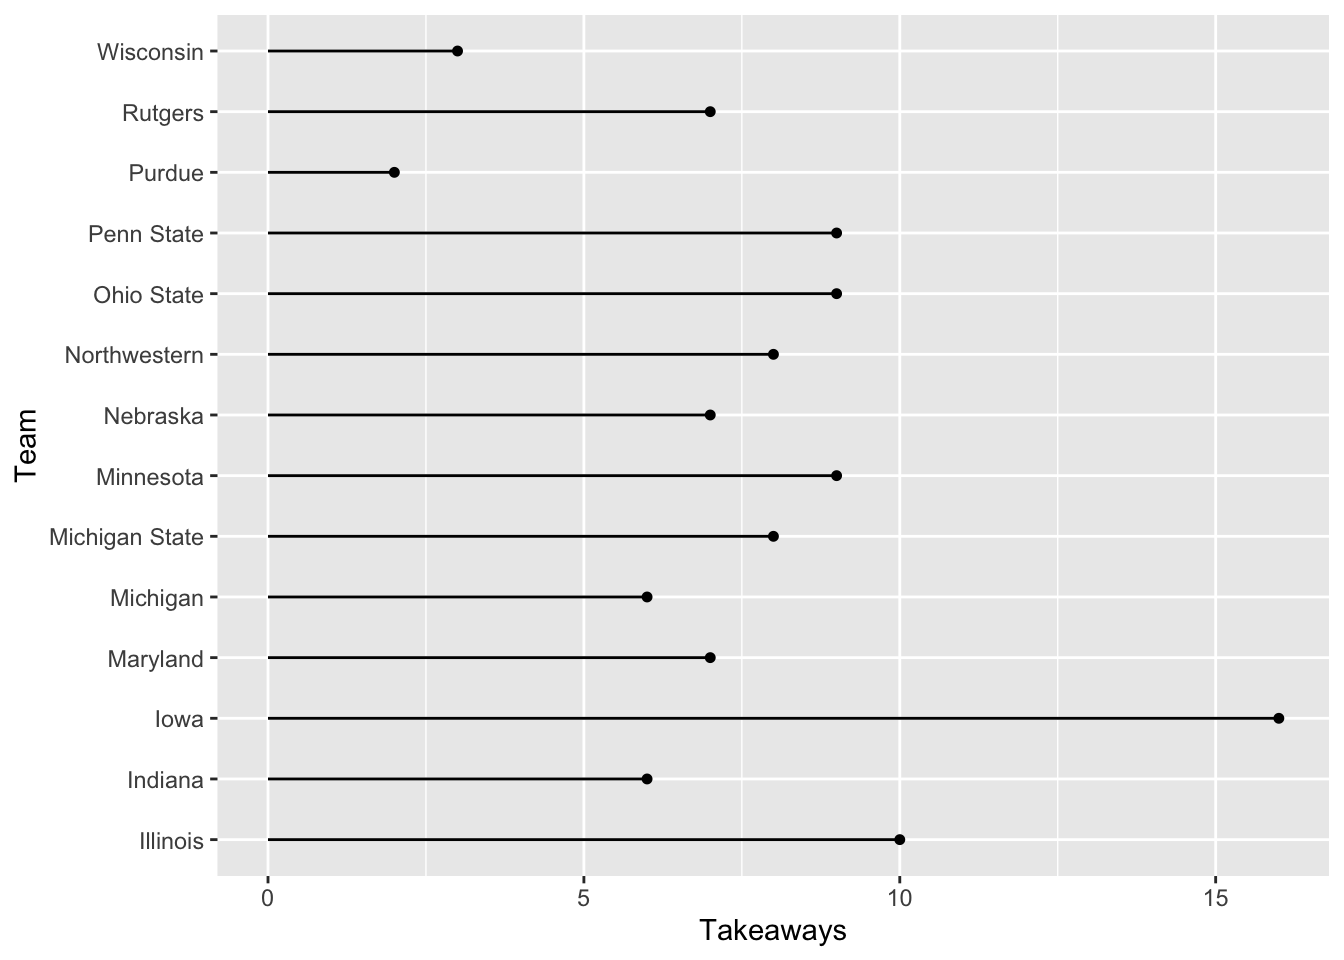 Wisconsin
Rutgers
Purdue
Penn State
Ohio State
Northwestern
Nebraska
Minnesota
Michigan State
Michigan
Maryland
Iowa
Indiana
Illinois
Team
0 5 10 15
Takeaways